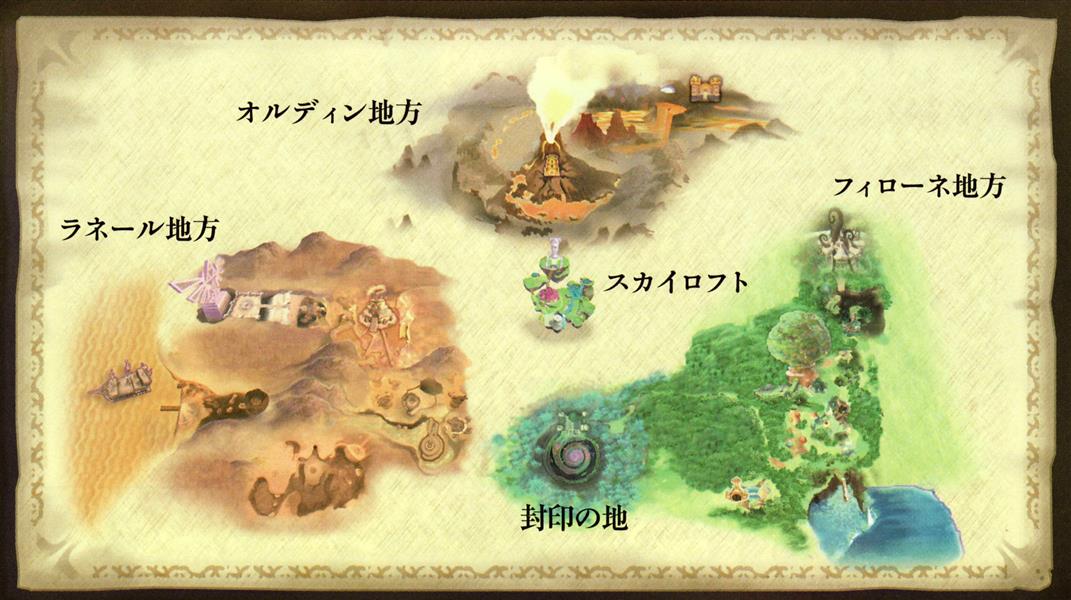 オルディン地方
フィローネ地方
ラネール地方
スカイロフト
封印の地